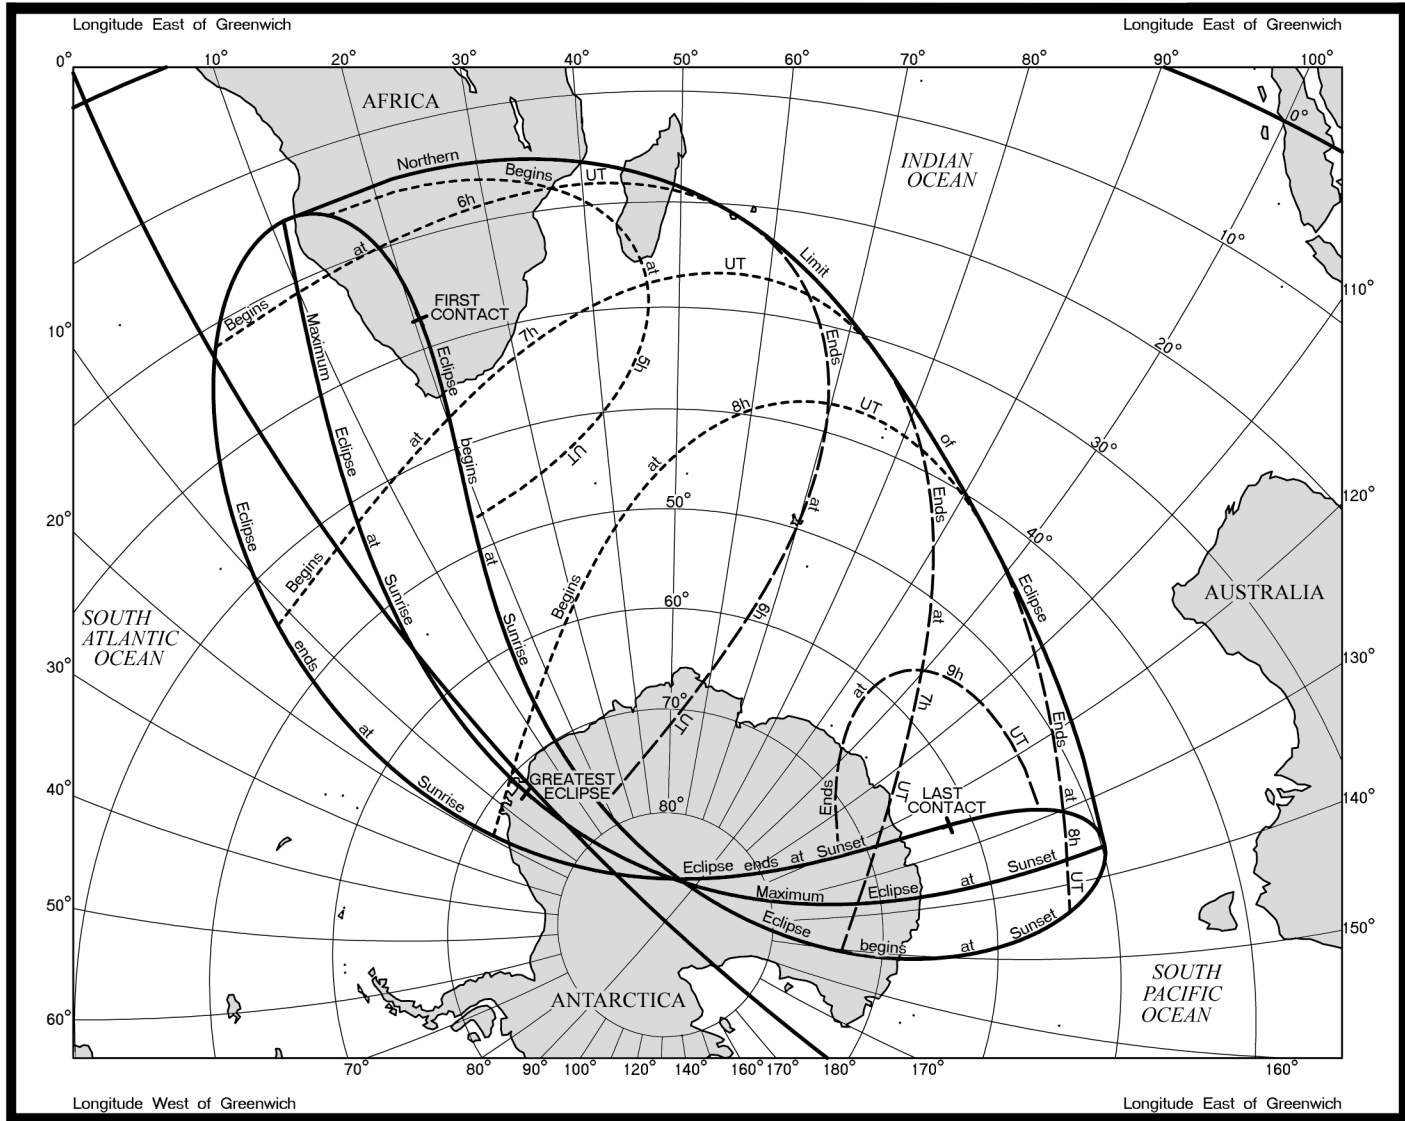 Longitude East of Greenwich
Longitude East of Greenwich
0° 10° 20° 30° 40° 50° 60° 70° 80° 90° 100°
AFRICA
0°
Northern
Begins UT
INDIAN
OCEAN
6h
at
at
UT
Limit
10°
110°
Begins
FIRST
CONTACT
10°
Maximum
7h
Eclipse
5h
Ends
20°
8h
UT
Eclipse
at
begins
UT
at
of
30°
120°
50°
at
Ends
20°
Eclipse
at
at
40°
Begins
Sunrise
Begins
60°
6h
Eclipse
AUSTRALIA
SOUTH
ATLANTIC
OCEAN
ends
Sunrise
at
130°
30°
at
9h
70°
7h
UT
UT
Ends
at
40°
Sunrise
GREATEST
ECLIPSE
80°
Ends
UT
LAST
CONTACT
at
140°
8h
Eclipse ends at Sunset
Sunset
at
Maximum
Eclipse
UT
50°
Eclipse
begins
at
Sunset
150°
SOUTH
PACIFIC
OCEAN
ANTARCTICA
60°
70° 80° 90° 100° 120° 140° 160° 170° 180° 170° 160°
Longitude West of Greenwich
Longitude East of Greenwich